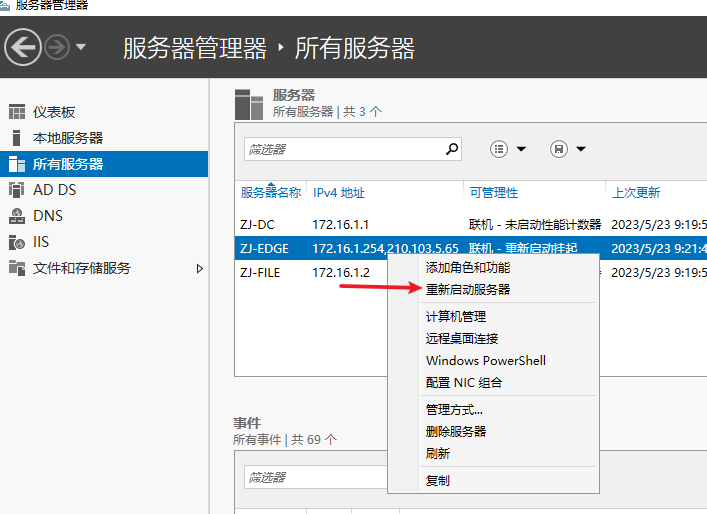 服务器管理器
服务器管理器 · 所有服务器
仪表板
本地服务器
所有服务器
AD DS
DNS
IIS
文件和存储服务
服务器
所有服务器 | 共 3 个
筛选器
服务器名称 IPv4 地址 可管理性 上次更新
ZJ-DC 172.16.1.1 联机 - 未启动性能计数器 2023/5/23 9:19:5
ZJ-EDGE 172.16.1.254,210.103.5.65 联机 - 重新启动挂起 2023/5/23 9:21:4
ZJ-FILE 172.16.1.2 2023/5/23 9:19:5
添加角色和功能
重新启动服务器
计算机管理
远程桌面连接
Windows PowerShell
配置 NIC 组合
管理方式...
删除服务器
刷新
复制
事件
所有事件 | 共 69 个
筛选器